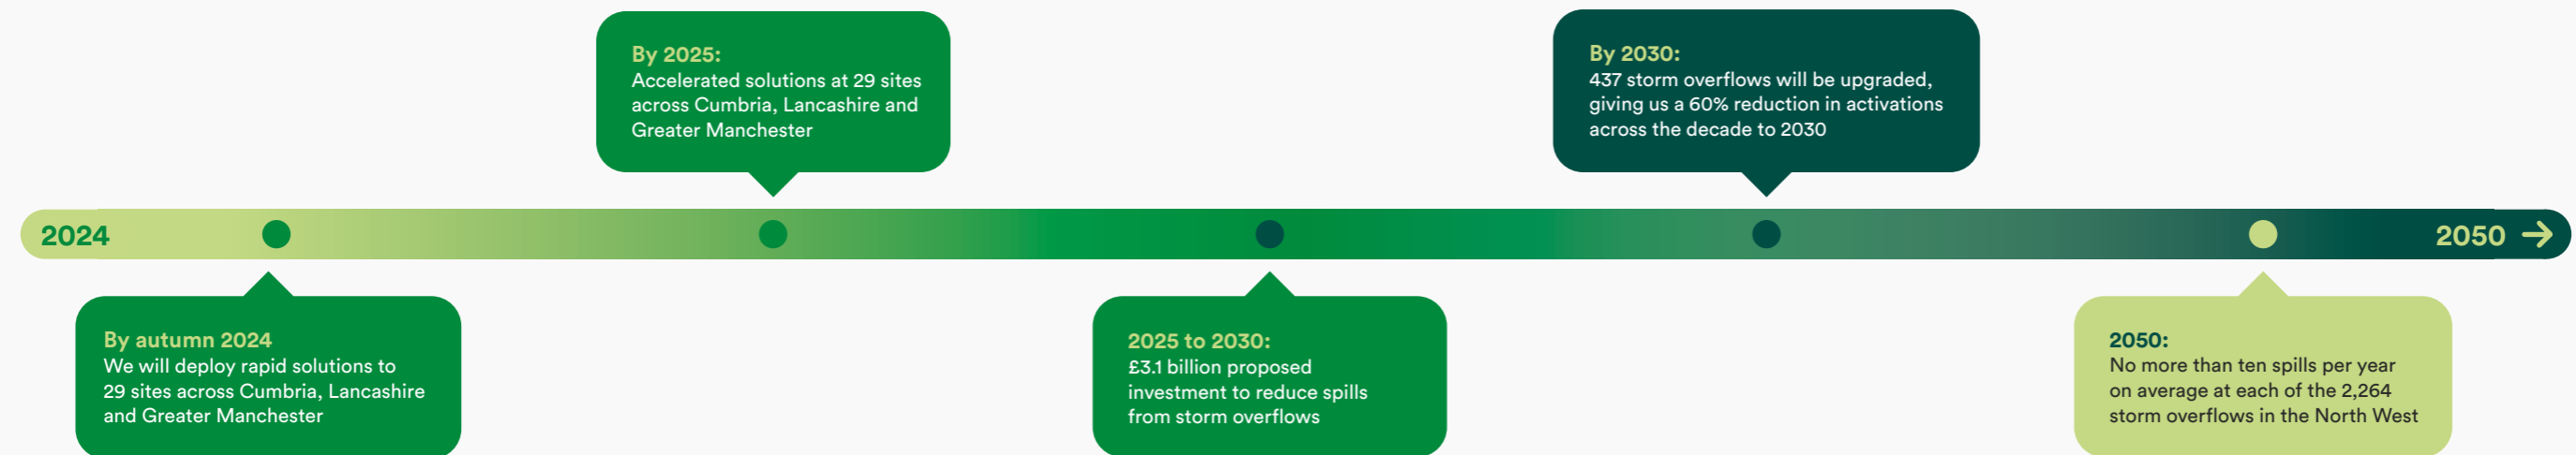 By 2025:
Accelerated solutions at 29 sites
across Cumbria, Lancashire and
Greater Manchester
By 2030:
437 storm overflows will be upgraded,
giving us a 60% reduction in activations
across the decade to 2030
2024
2050 →
By autumn 2024
We will deploy rapid solutions to
29 sites across Cumbria, Lancashire
and Greater Manchester
2025 to 2030:
£3.1 billion proposed
investment to reduce spills
from storm overflows
2050:
No more than ten spills per year
on average at each of the 2,264
storm overflows in the North West